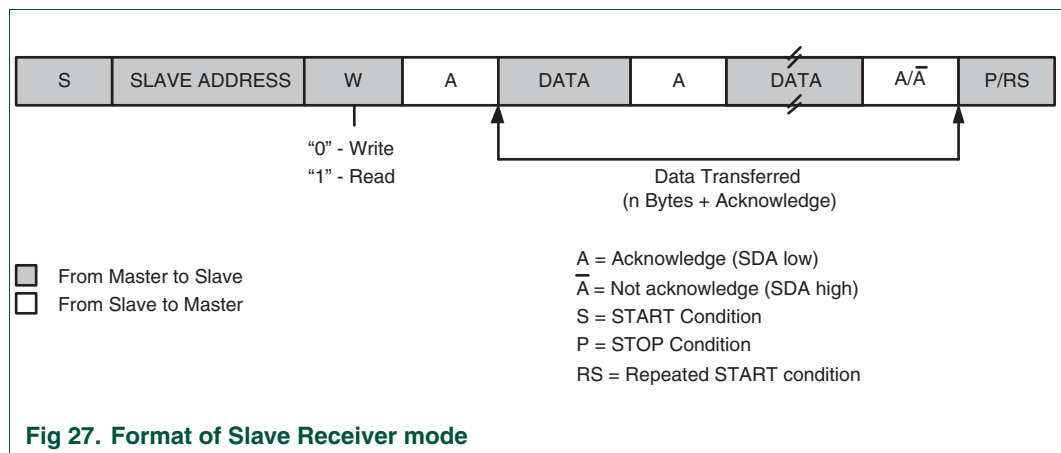 S SLAVE ADDRESS W A DATA A DATA A/A̅ P/RS
“0” - Write
“1” - Read
Data Transferred
(n Bytes + Acknowledge)
From Master to Slave
From Slave to Master
A = Acknowledge (SDA low)
A̅ = Not acknowledge (SDA high)
S = START Condition
P = STOP Condition
RS = Repeated START condition
Fig 27. Format of Slave Receiver mode